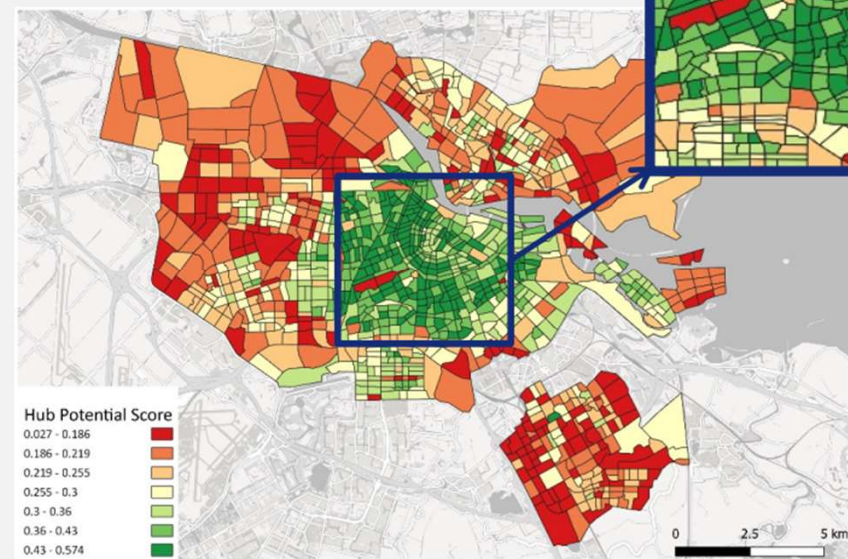 Hub Potential Score
0.027 - 0.186
0.186 - 0.219
0.219 - 0.255
0.255 - 0.3
0.3 - 0.36
0.36 - 0.43
0.43 - 0.574
0 2.5 5 km